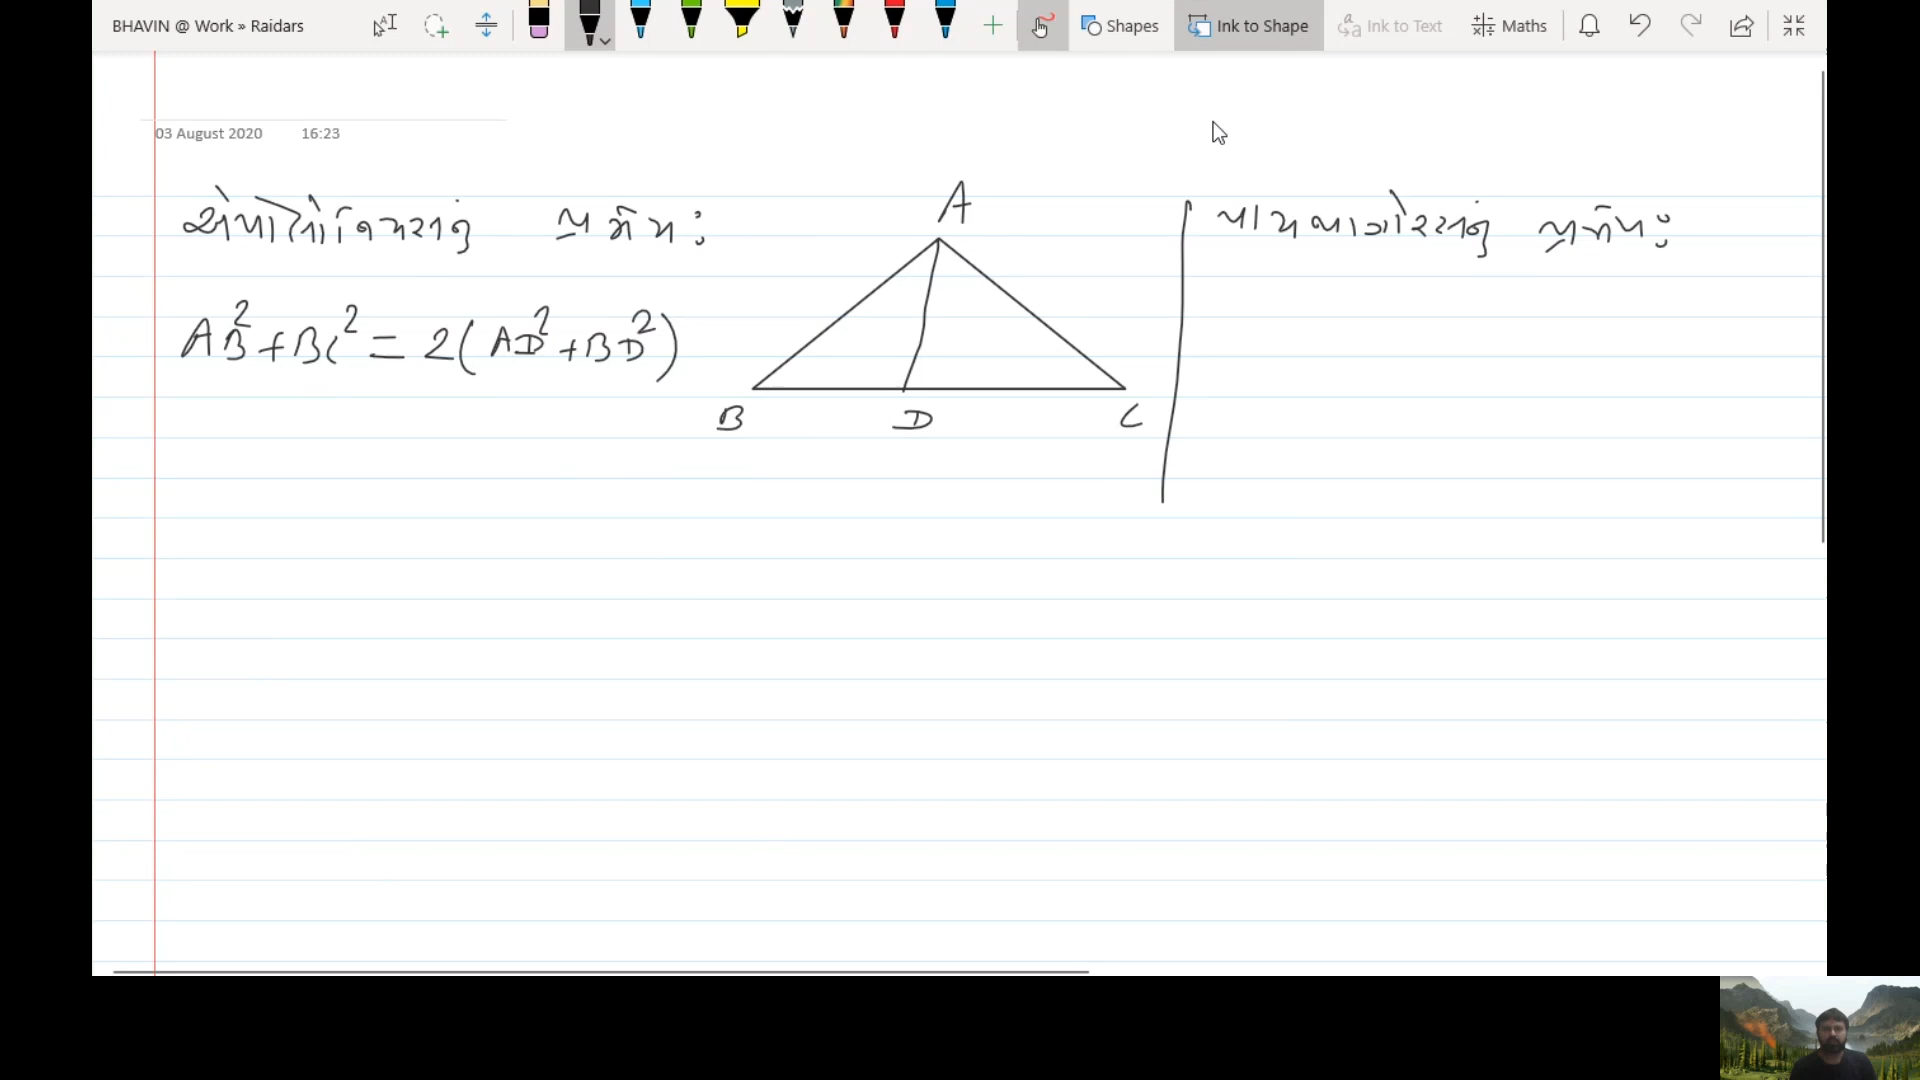 BHAVIN @ Work » Raidars
Shapes
Ink to Shape
Ink to Text
Maths
03 August 2020 16:23
એપોલોનિયસનું પ્રમેય:
AB²+BC²=2(AD²+BD²)
A
B D C
પાયથાગોરસનું પ્રમેય: